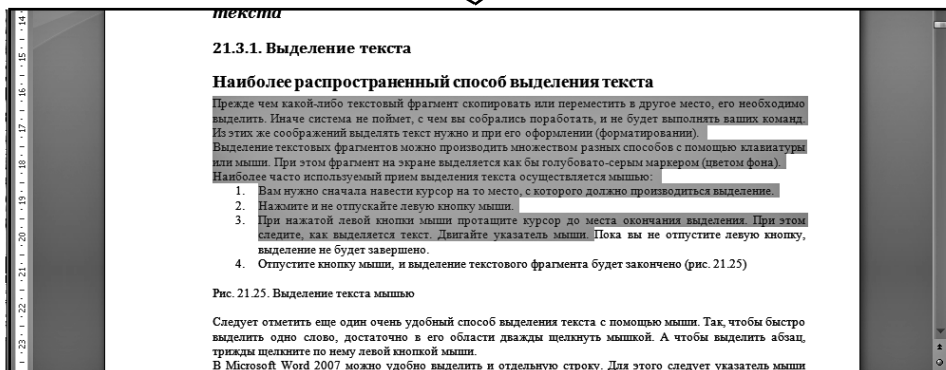 текста
21.3.1. Выделение текста
Наиболее распространенный способ выделения текста
Прежде чем какой-либо текстовый фрагмент скопировать или переместить в другое место, его необходимо
выделить. Иначе система не поймет, с чем вы собрались поработать, и не будет выполнять ваших команд.
Из этих же соображений выделять текст нужно и при его оформлении (форматировании).
Выделение текстовых фрагментов можно производить множеством разных способов с помощью клавиатуры
или мыши. При этом фрагмент на экране выделяется как бы голубовато-серым маркером (цветом фона).
Наиболее часто используемый прием выделения текста осуществляется мышью:
1. Вам нужно сначала навести курсор на то место, с которого должно производиться выделение.
2. Нажмите и не отпускайте левую кнопку мыши.
3. При нажатой левой кнопки мыши протащите курсор до места окончания выделения. При этом
следите, как выделяется текст. Двигайте указатель мыши. Пока вы не отпустите левую кнопку,
выделение не будет завершено.
4. Отпустите кнопку мыши, и выделение текстового фрагмента будет закончено (рис. 21.25)
Рис. 21.25. Выделение текста мышью
Следует отметить еще один очень удобный способ выделения текста с помощью мыши. Так, чтобы быстро
выделить одно слово, достаточно в его области дважды щелкнуть мышкой. А чтобы выделить абзац,
трижды щелкните по нему левой кнопкой мыши.
В Microsoft Word 2007 можно удобно выделить и отдельную строку. Для этого следует указатель мыши
14
15
16
17
18
19
20
21
22
23